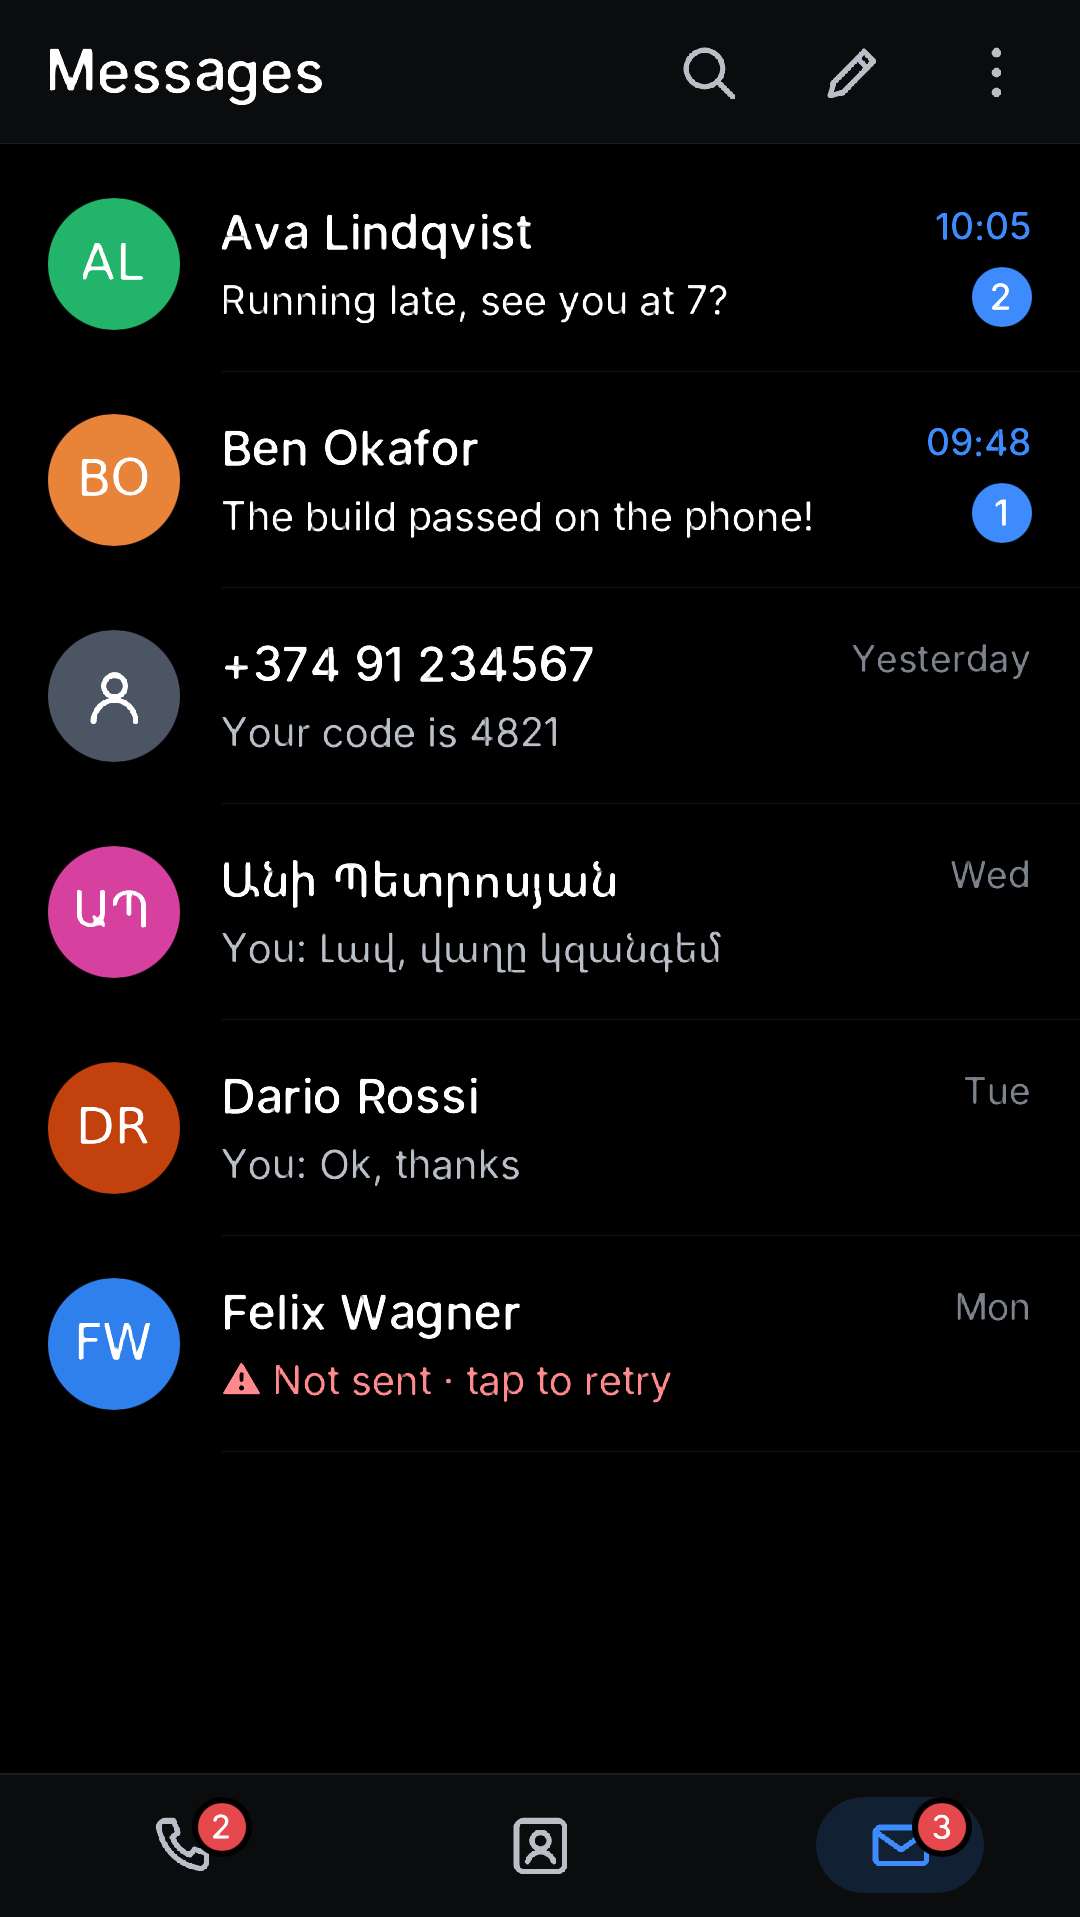 Messages
AL
Ava Lindqvist
10:05
Running late, see you at 7?
2
BO
Ben Okafor
09:48
The build passed on the phone!
1
+374 91 234567
Yesterday
Your code is 4821
ԱՊ
Անի Պետրոսյան
Wed
You: Լավ, վաղը կզանգեմ
DR
Dario Rossi
Tue
You: Ok, thanks
FW
Felix Wagner
Mon
Not sent · tap to retry
2
3